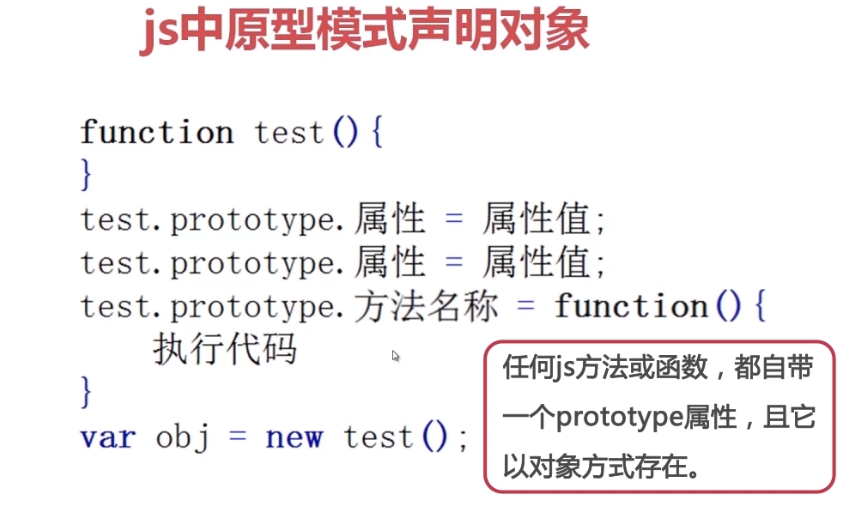 js中原型模式声明对象
function test(){
}
test.prototype.属性 = 属性值;
test.prototype.属性 = 属性值;
test.prototype.方法名称 = function(){
执行代码
}
var obj = new test();
任何js方法或函数，都自带
一个prototype属性，且它
以对象方式存在。